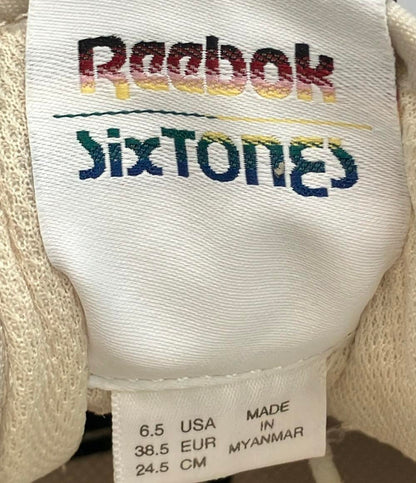 Reebok
SixTONES
6.5 USA
38.5 EUR
24.5 CM
MADE
IN
MYANMAR